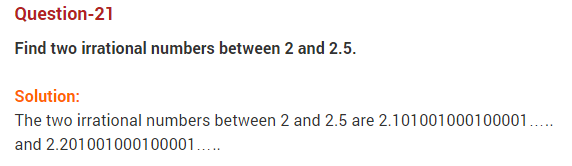 Question-21
Find two irrational numbers between 2 and 2.5.
Solution:
The two irrational numbers between 2 and 2.5 are 2.101001000100001…..
and 2.201001000100001…..